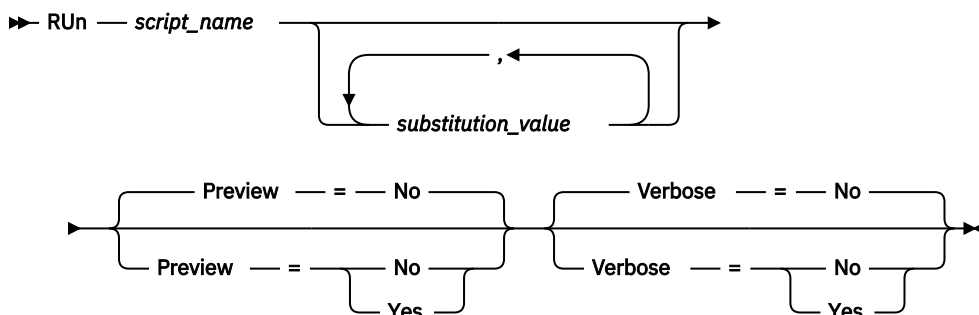 RUn script_name
,
substitution_value
Preview = No Verbose = No
Preview = No Verbose = No
Yes Yes